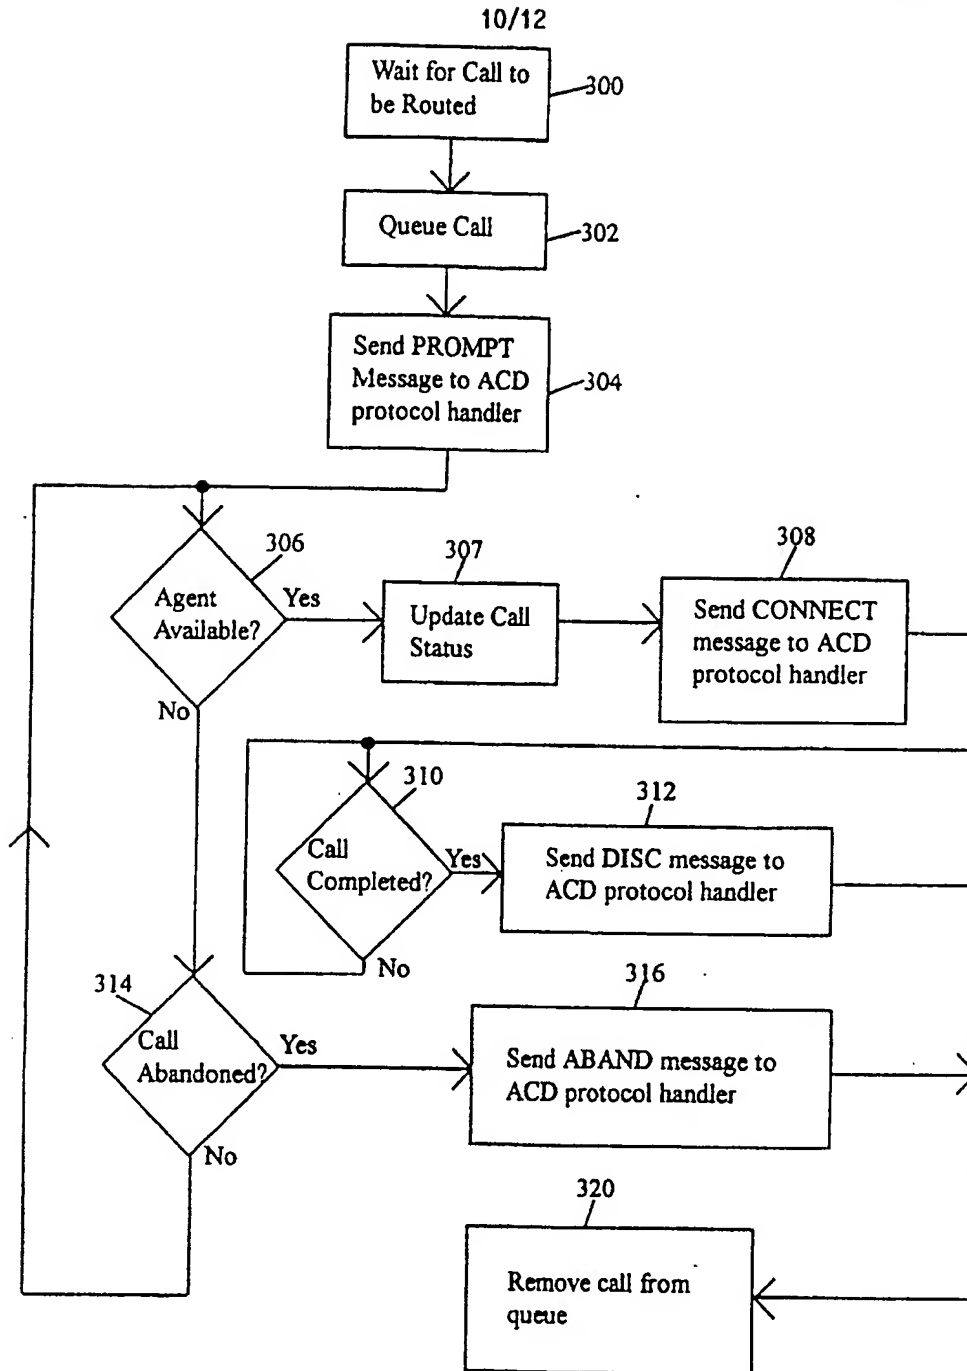 10/12
Wait for Call to
be Routed
300
Queue Call
302
Send PROMPT
Message to ACD
protocol handler
304
306
Agent
Available?
Yes
No
307
Update Call
Status
308
Send CONNECT
message to ACD
protocol handler
310
Call
Completed?
Yes
No
312
Send DISC message to
ACD protocol handler
314
Call
Abandoned?
Yes
No
316
Send ABAND message to
ACD protocol handler
320
Remove call from
queue